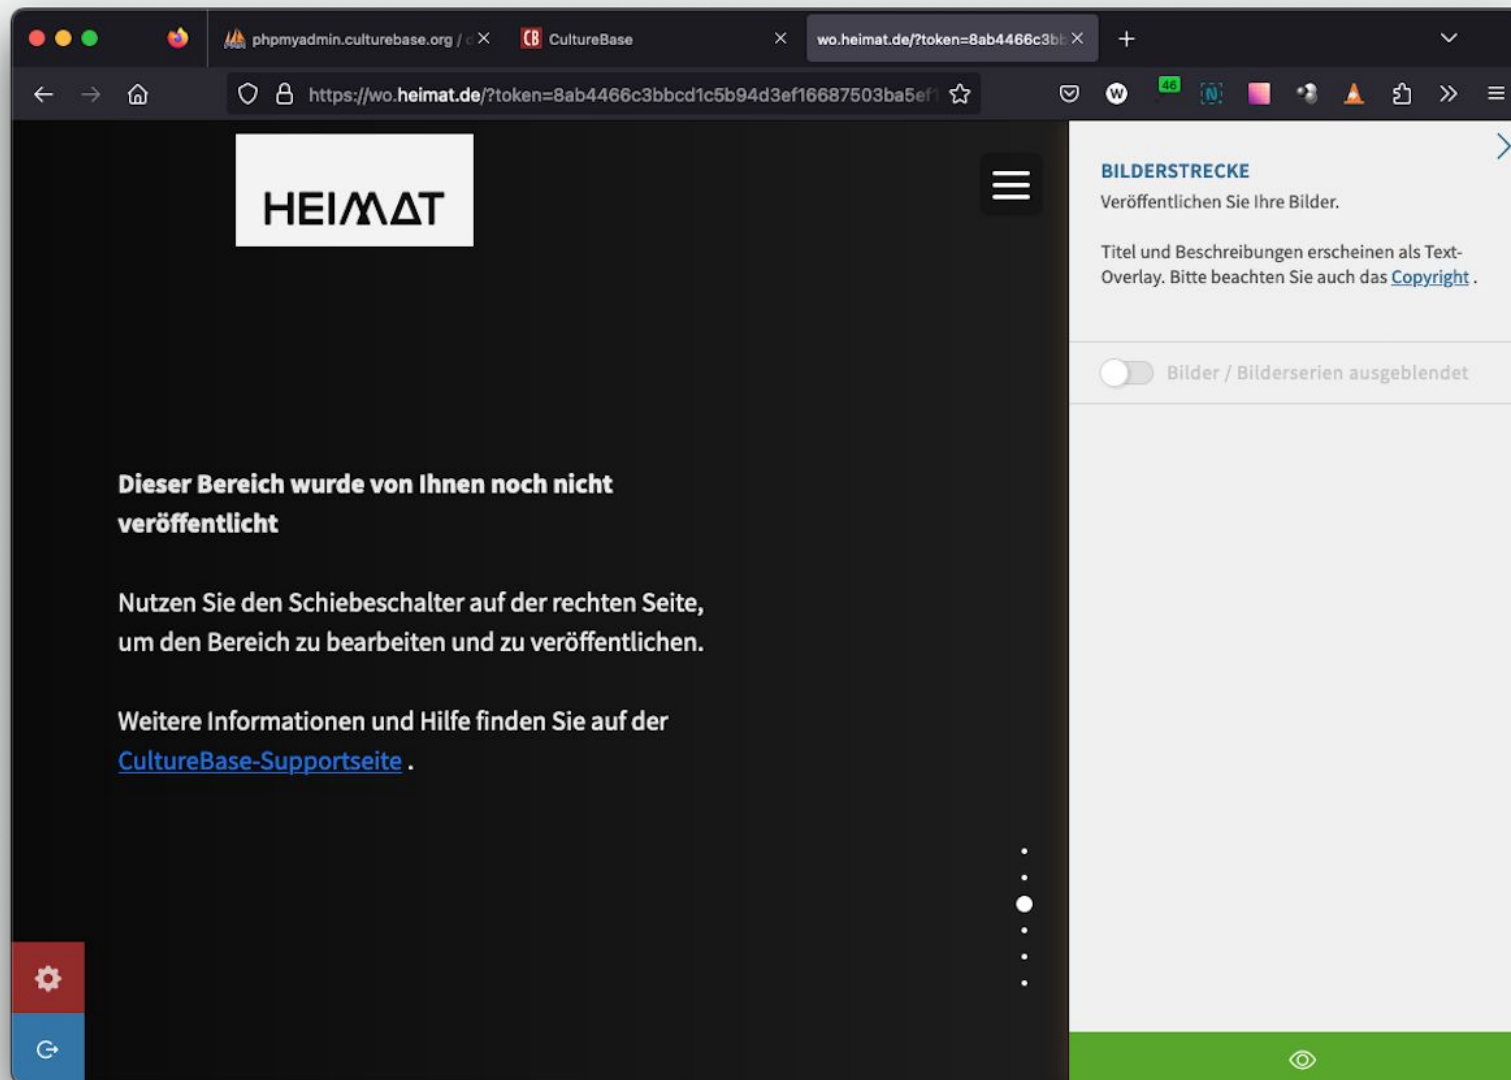 phpmyadmin.culturebase.org /
CB CultureBase
wo.heimat.de/?token=8ab4466c3bb
https://wo.heimat.de/?token=8ab4466c3bbcd1c5b94d3ef16687503ba5ef1
W
46
N
HEIMAT
Dieser Bereich wurde von Ihnen noch nicht
veröffentlicht
Nutzen Sie den Schiebeschalter auf der rechten Seite,
um den Bereich zu bearbeiten und zu veröffentlichen.
Weitere Informationen und Hilfe finden Sie auf der
CultureBase-Supportseite .
BILDERSTRECKE
Veröffentlichen Sie Ihre Bilder.
Titel und Beschreibungen erscheinen als Text-
Overlay. Bitte beachten Sie auch das Copyright .
Bilder / Bilderserien ausgeblendet